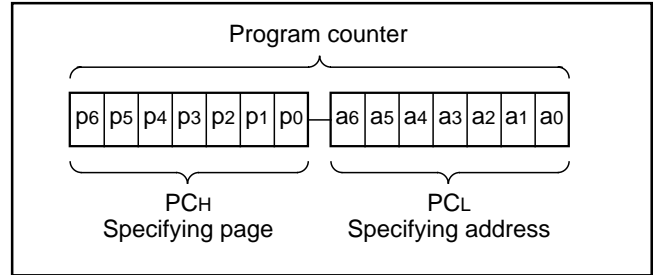 Program counter
p6 p5 p4 p3 p2 p1 p0 a6 a5 a4 a3 a2 a1 a0
PCH PCL
Specifying page Specifying address